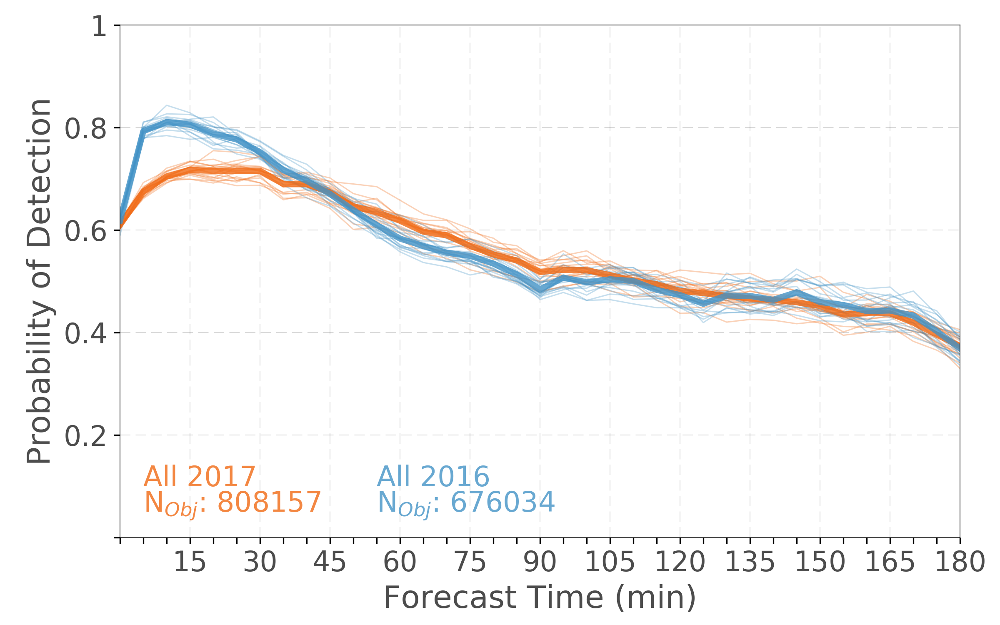 Probability of Detection
1
0.8
0.6
0.4
0.2
All 2017
N_Obj: 808157
All 2016
N_Obj: 676034
15 30 45 60 75 90 105 120 135 150 165 180
Forecast Time (min)